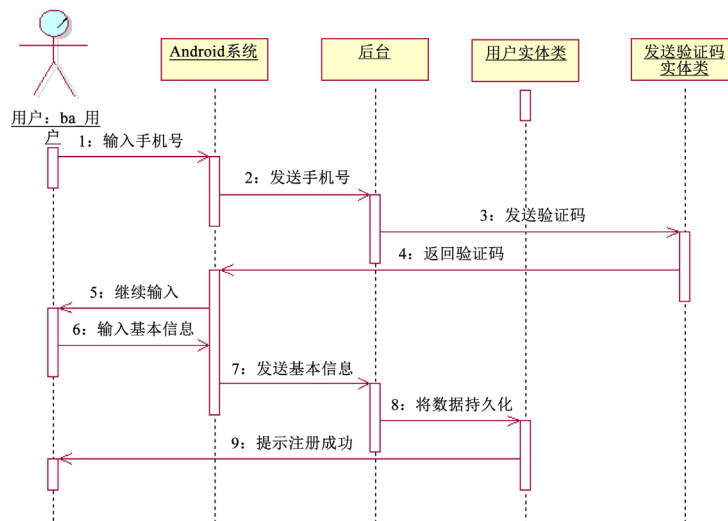 Android系统
后台
用户实体类
发送验证码
实体类
用户：ba_用
户
1：输入手机号
2：发送手机号
3：发送验证码
4：返回验证码
5：继续输入
6：输入基本信息
7：发送基本信息
8：将数据持久化
9：提示注册成功